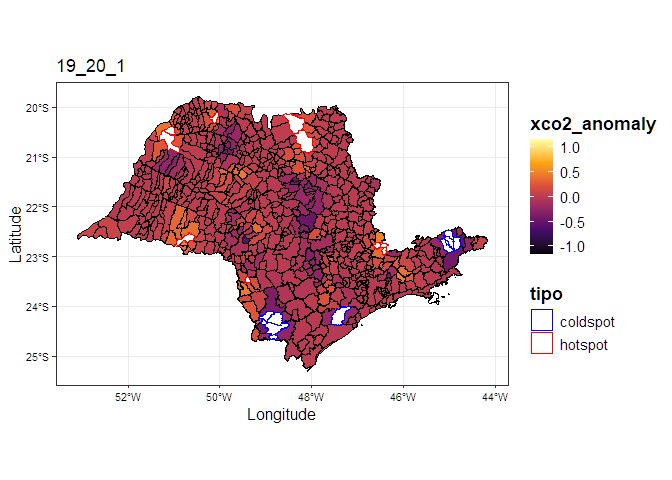 19_20_1
Latitude
20°S
21°S
22°S
23°S
24°S
25°S
52°W
50°W
48°W
46°W
44°W
Longitude
xco2_anomaly
1.0
0.5
0.0
-0.5
-1.0
tipo
coldspot
hotspot